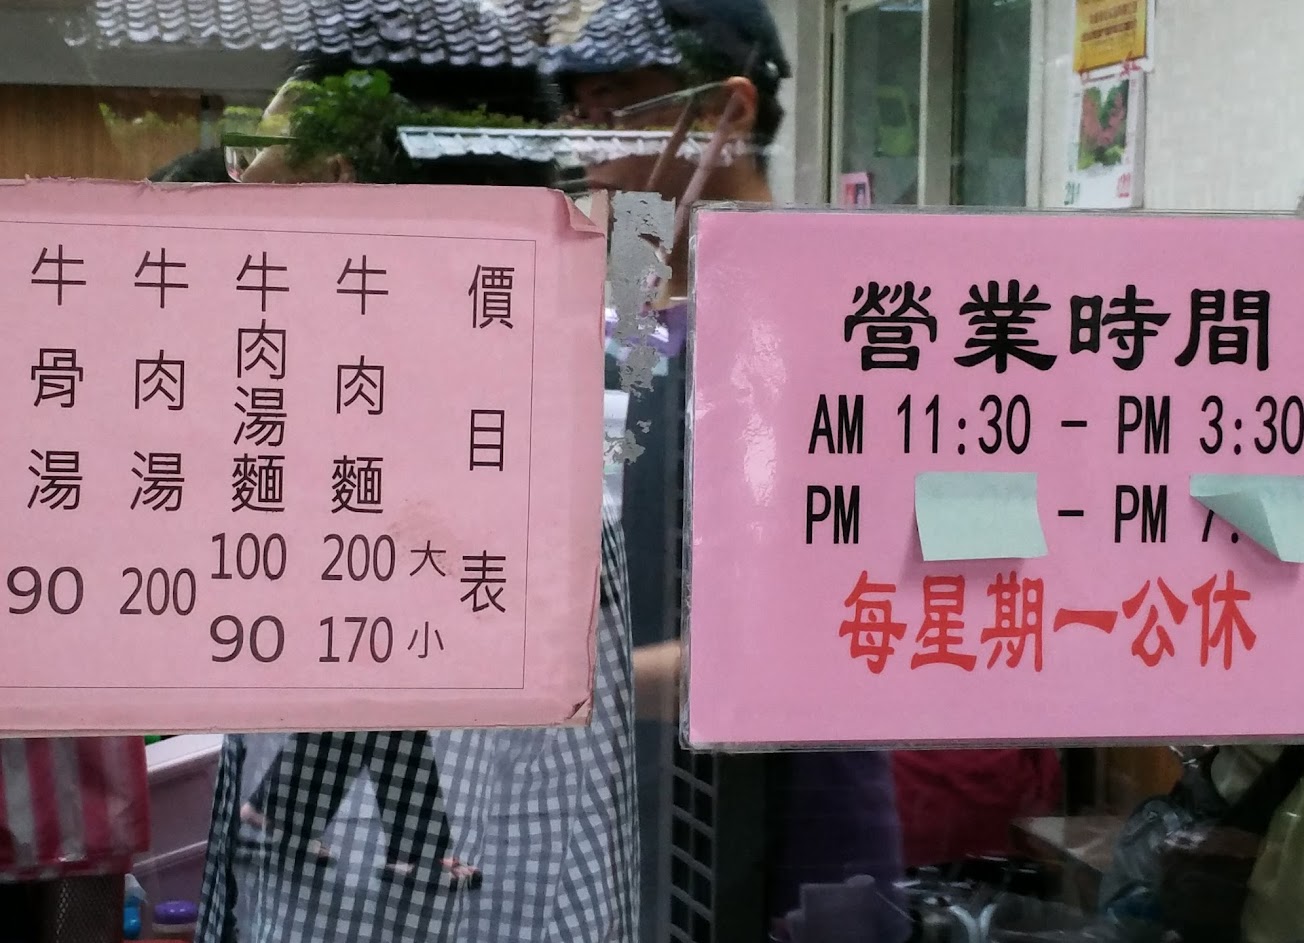 價目表
大 小
牛肉麵 200 170
牛肉湯麵 100 90
牛肉湯 200
牛骨湯 90
營業時間
AM 11:30 - PM 3:30
PM - PM 7:
每星期一公休